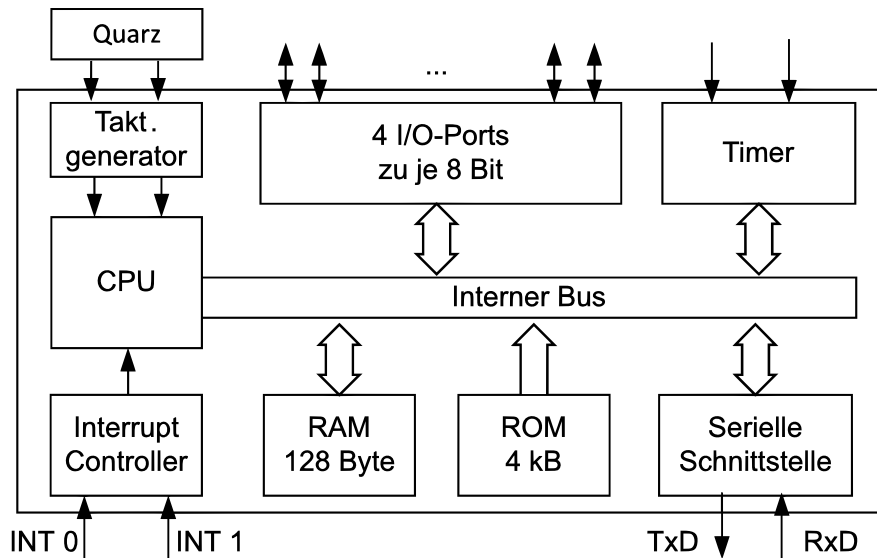 Quarz
...
Takt.
generator
4 I/O-Ports
zu je 8 Bit
Timer
CPU
Interner Bus
Interrupt
Controller
RAM
128 Byte
ROM
4 kB
Serielle
Schnittstelle
INT 0
INT 1
TxD
RxD